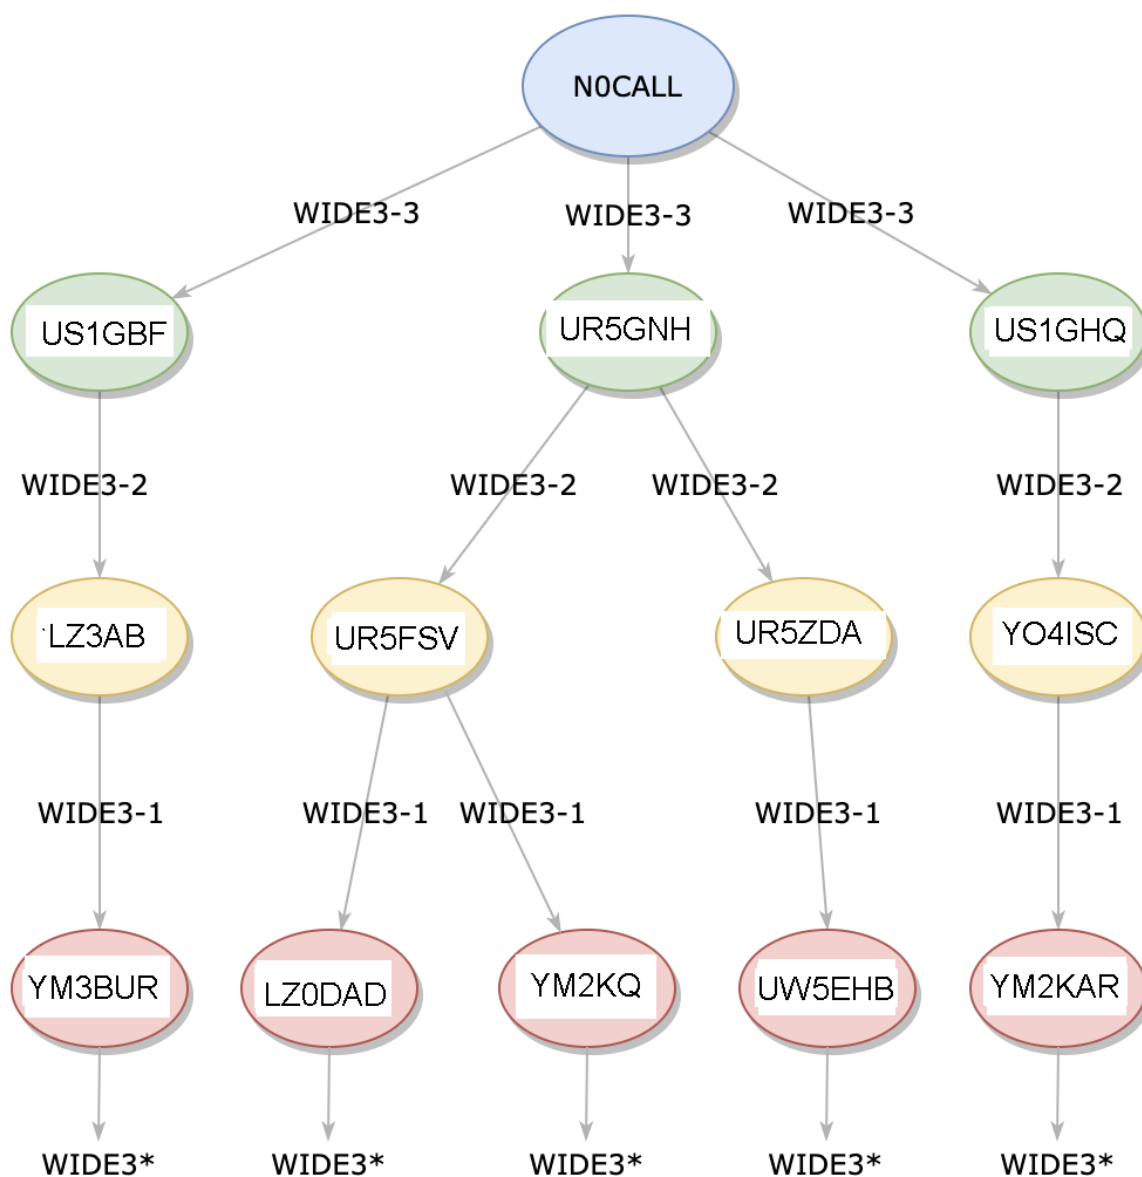 N0CALL
WIDE3-3 WIDE3-3 WIDE3-3
US1GBF UR5GNH US1GHQ
WIDE3-2 WIDE3-2 WIDE3-2 WIDE3-2
LZ3AB UR5FSV UR5ZDA YO4ISC
WIDE3-1 WIDE3-1 WIDE3-1 WIDE3-1 WIDE3-1
YM3BUR LZ0DAD YM2KQ UW5EHB YM2KAR
WIDE3* WIDE3* WIDE3* WIDE3* WIDE3*